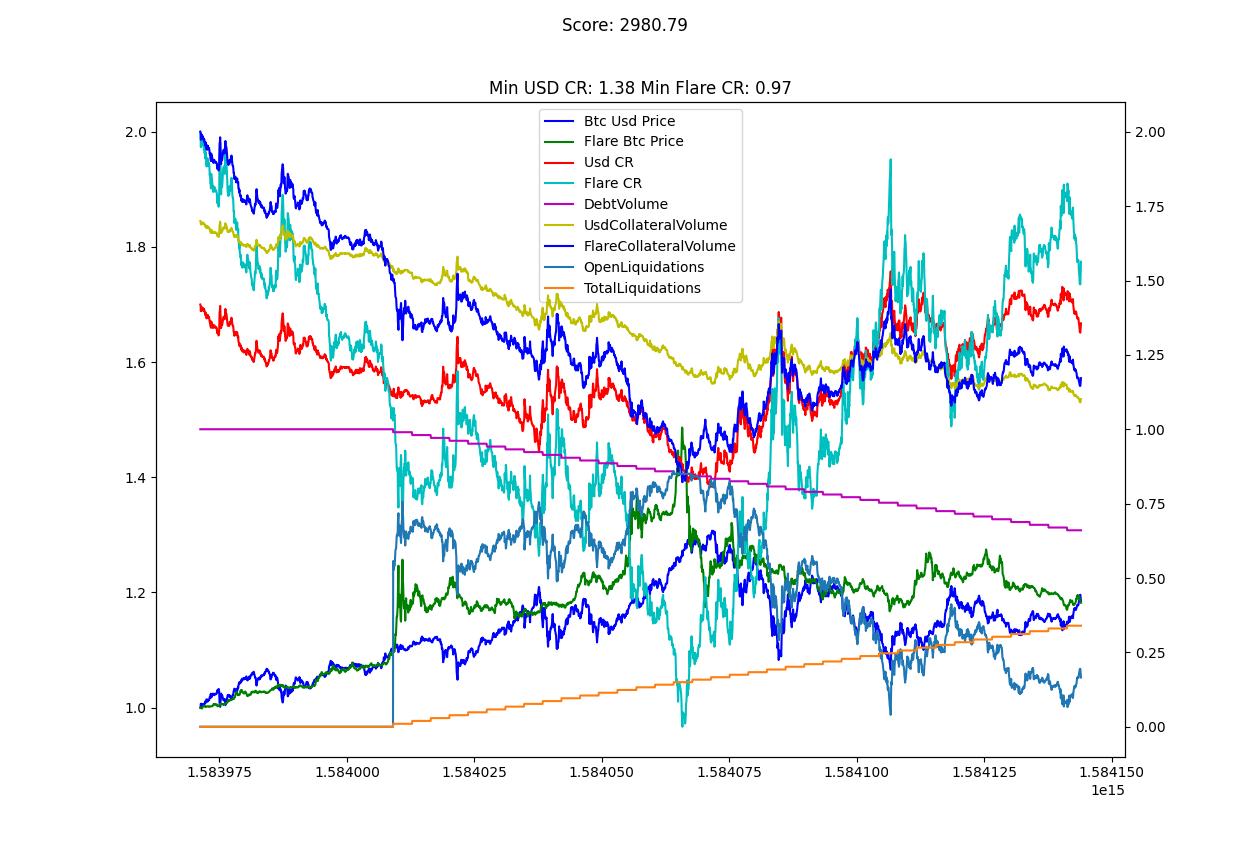 Score: 2980.79
Min USD CR: 1.38 Min Flare CR: 0.97
Btc Usd Price
Flare Btc Price
Usd CR
Flare CR
DebtVolume
UsdCollateralVolume
FlareCollateralVolume
OpenLiquidations
TotalLiquidations
2.0
1.8
1.6
1.4
1.2
1.0
2.00
1.75
1.50
1.25
1.00
0.75
0.50
0.25
0.00
1.583975
1.584000
1.584025
1.584050
1.584075
1.584100
1.584125
1.584150
1e15